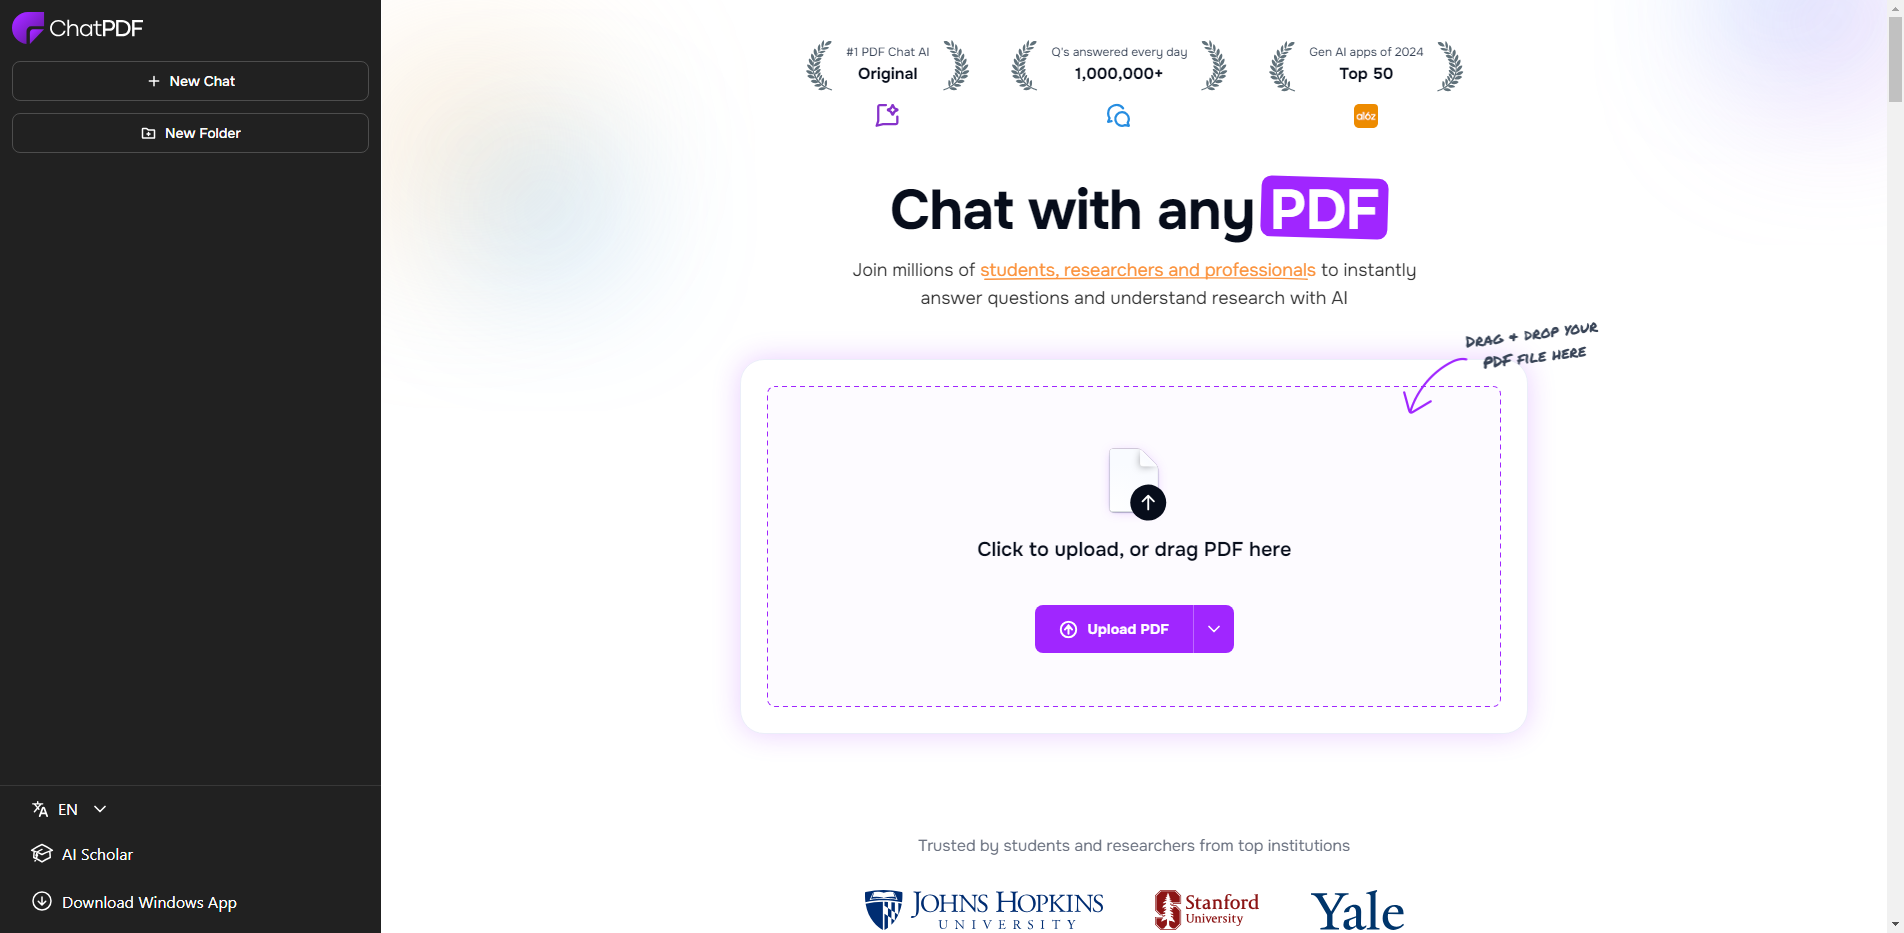 ChatPDF
New Chat
New Folder
EN
AI Scholar
Download Windows App
#1 PDF Chat AI
Original
Q's answered every day
1,000,000+
Gen AI apps of 2024
Top 50
a16z
Chat with any PDF
Join millions of students, researchers and professionals to instantly
answer questions and understand research with AI
DRAG & DROP YOUR
PDF FILE HERE
Click to upload, or drag PDF here
Upload PDF
Trusted by students and researchers from top institutions
JOHNS HOPKINS
UNIVERSITY
Stanford
University
Yale